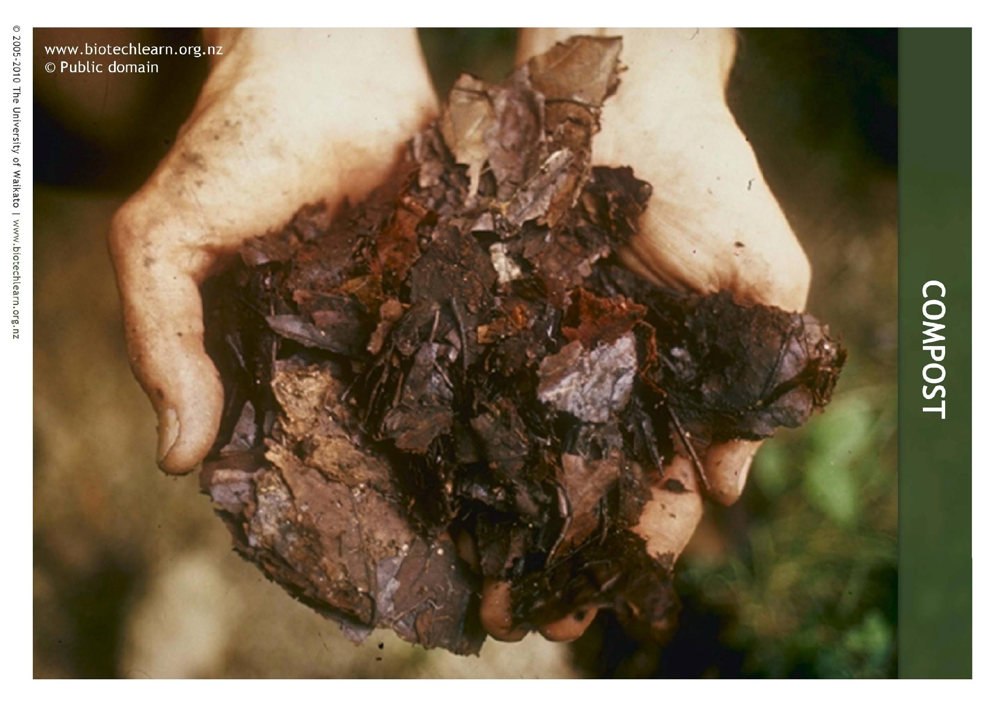 www.biotechlearn.org.nz
© Public domain
COMPOST
© 2005-2010 The University of Waikato | www.biotechlearn.org.nz